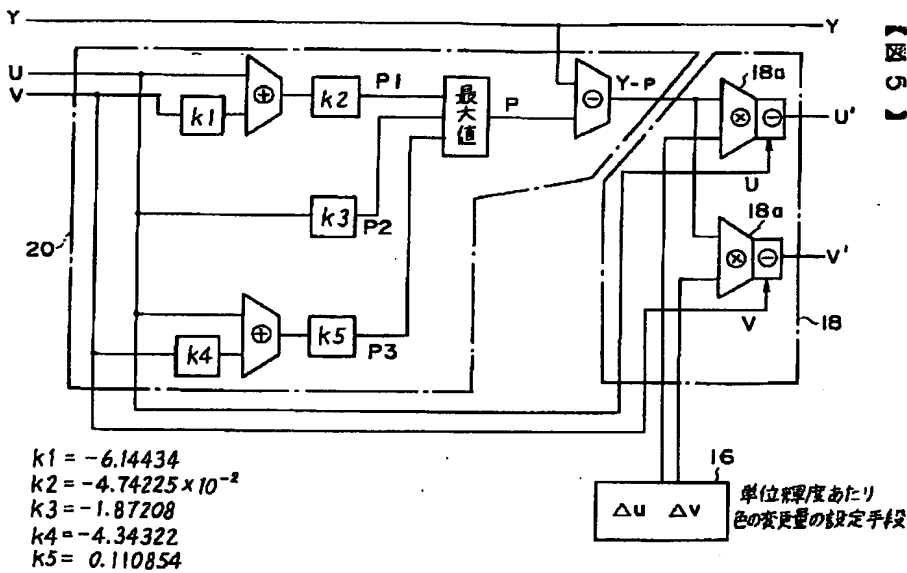 【図5】
Y Y
U
V
k1
⊕
k2
P1
最大値
P
⊖
Y-P
18a
⊗ ⊖
U'
U
k3
P2
20
18a
⊗ ⊖
V'
V
18
k4
⊕
k5
P3
16
Δu Δv
単位輝度あたり
色の変更量の設定手段
k1 = -6.14434
k2 = -4.74225×10⁻²
k3 = -1.87208
k4 = -4.34322
k5 = 0.110854